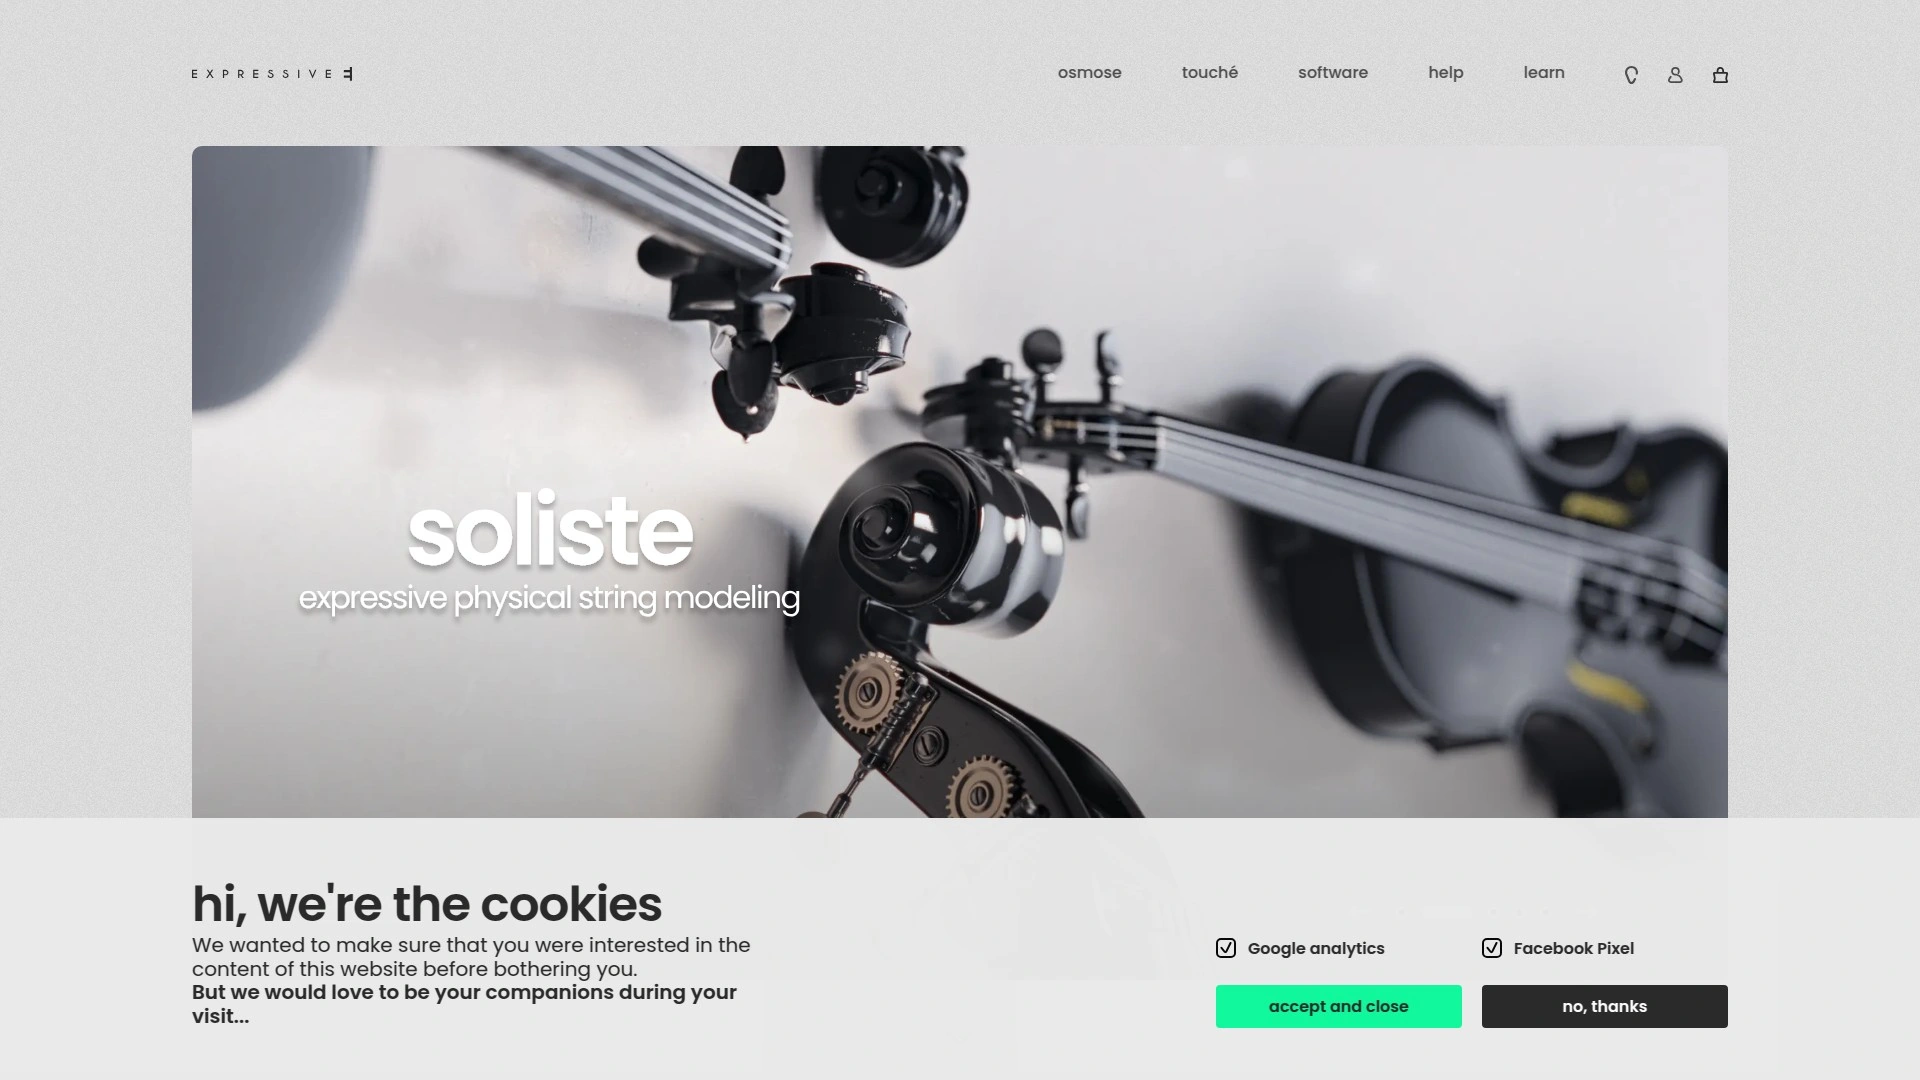 EXPRESSIVE E
osmose
touché
software
help
learn
soliste
expressive physical string modeling
hi, we're the cookies
We wanted to make sure that you were interested in the
content of this website before bothering you.
But we would love to be your companions during your
visit...
Google analytics
Facebook Pixel
accept and close
no, thanks